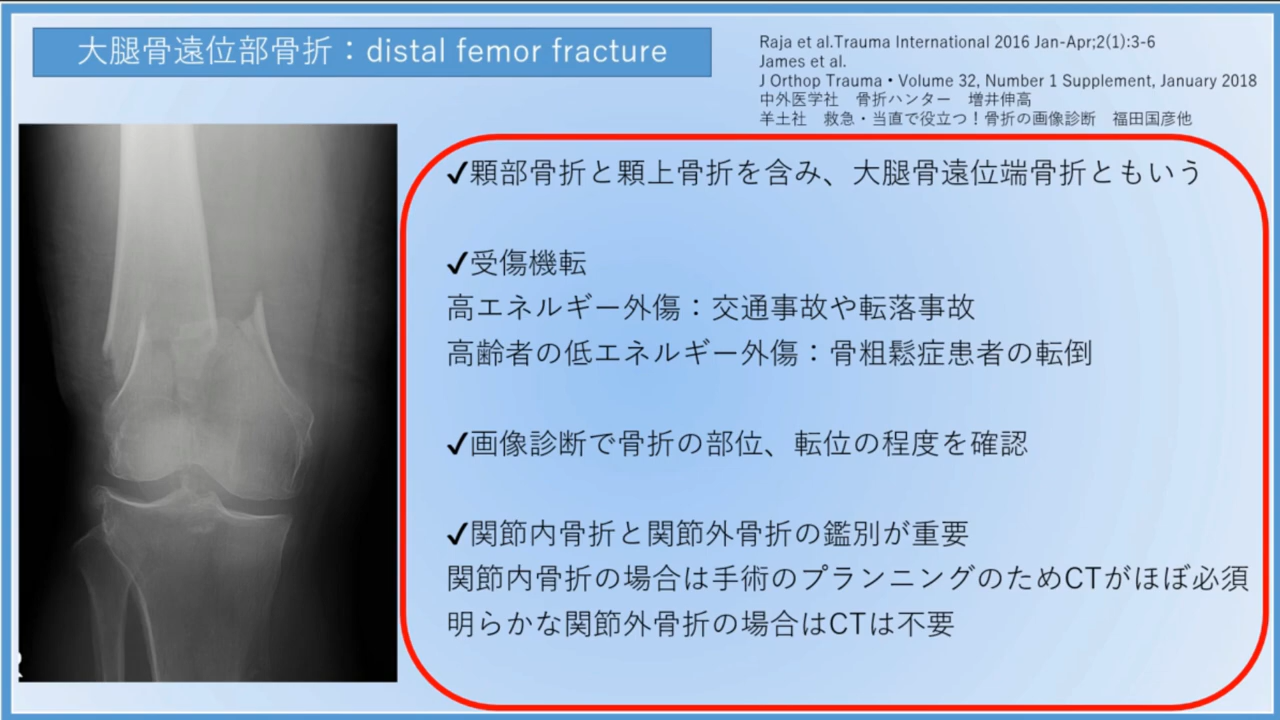 大腿骨遠位部骨折：distal femor fracture
Raja et al.Trauma International 2016 Jan-Apr;2(1):3-6
James et al.
J Orthop Trauma • Volume 32, Number 1 Supplement, January 2018
中外医学社　骨折ハンター　増井伸高
羊土社　救急・当直で役立つ！骨折の画像診断　福田国彦他
✓顆部骨折と顆上骨折を含み、大腿骨遠位端骨折ともいう
✓受傷機転
高エネルギー外傷：交通事故や転落事故
高齢者の低エネルギー外傷：骨粗鬆症患者の転倒
✓画像診断で骨折の部位、転位の程度を確認
✓関節内骨折と関節外骨折の鑑別が重要
関節内骨折の場合は手術のプランニングのためCTがほぼ必須
明らかな関節外骨折の場合はCTは不要